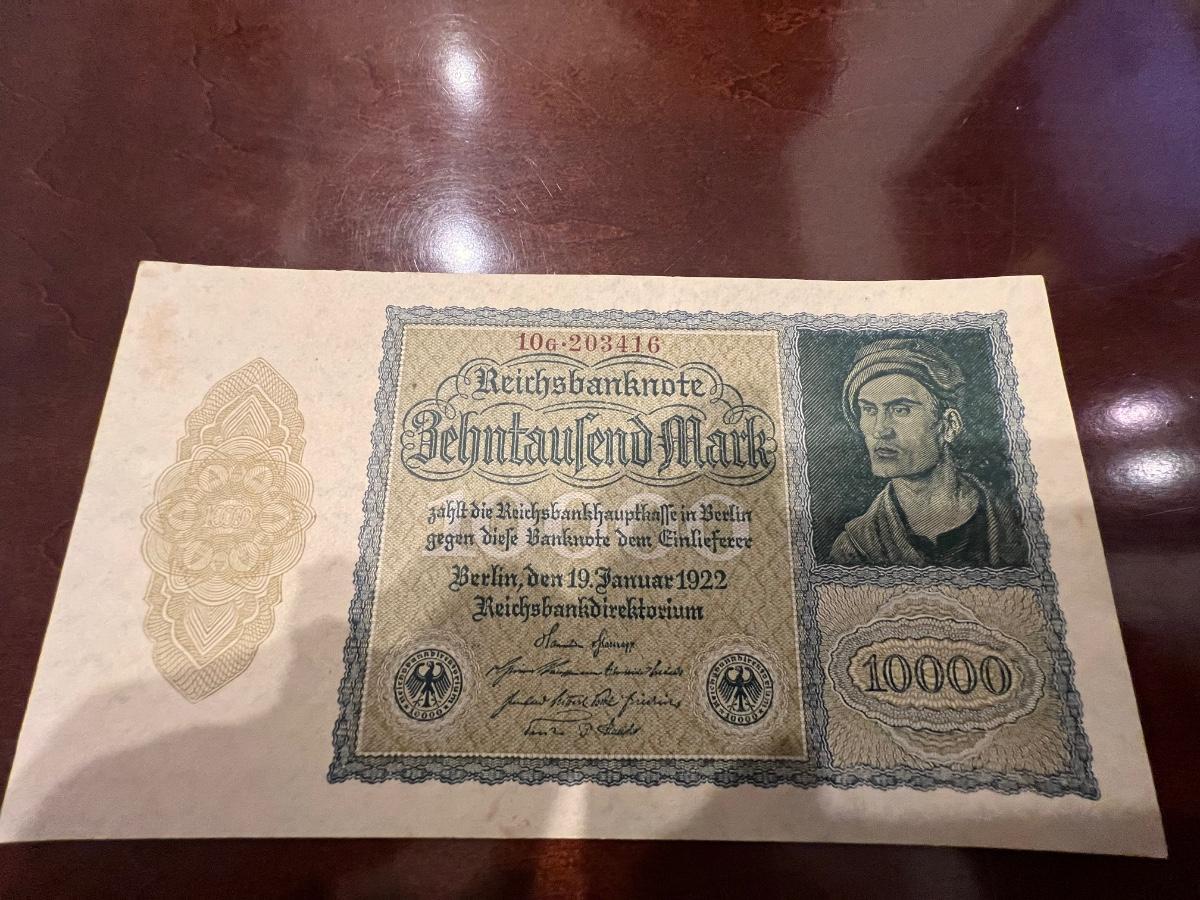 10G·203416
Reichsbanknote
Zehntauſend Mark
10000
zahlt die Reichsbankhauptkaſſe in Berlin
gegen dieſe Banknote dem Einlieferer
Berlin, den 19. Januar 1922
Reichsbankdirektorium
10000